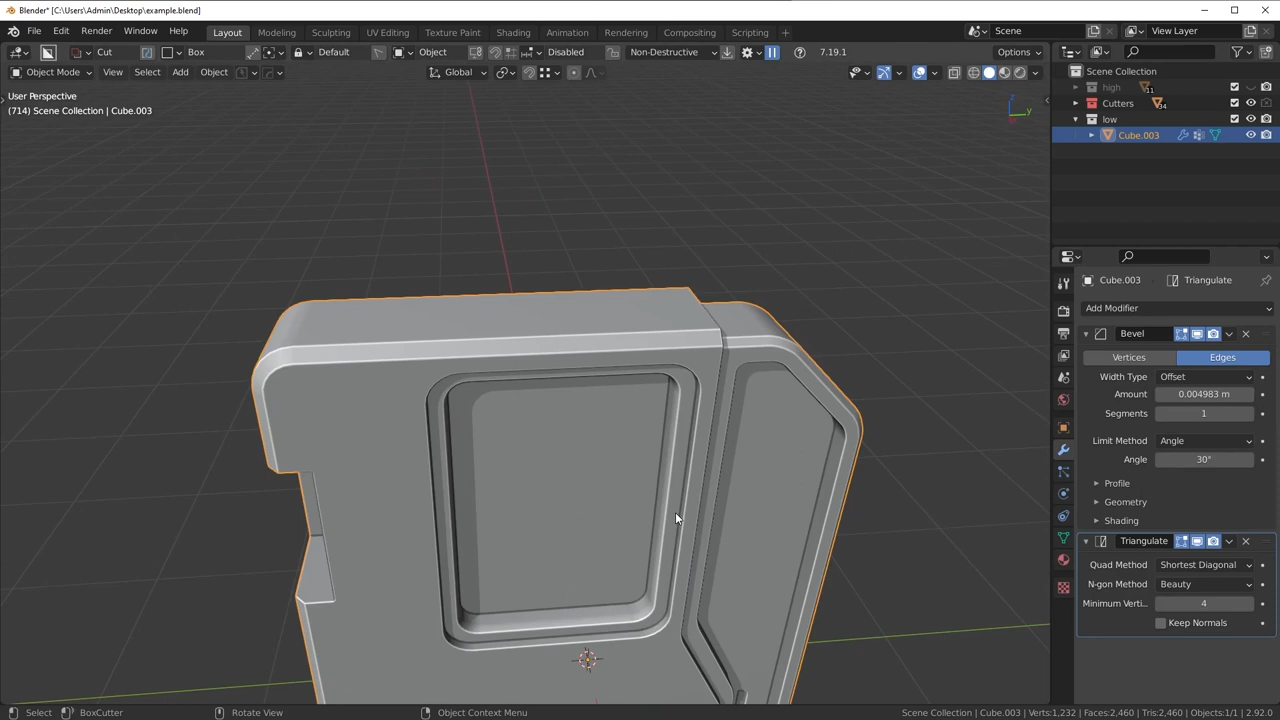 Blender* [C:\Users\Admin\Desktop\example.blend]
File Edit Render Window Help Layout Modeling Sculpting UV Editing Texture Paint Shading Animation Rendering Compositing Scripting + Scene View Layer
Cut Box Default Object Disabled Non-Destructive 7.19.1 Options
Object Mode View Select Add Object Global
User Perspective
(714) Scene Collection | Cube.003
z
y
Scene Collection
high 11
Cutters 34
low
Cube.003
Cube.003 Triangulate
Add Modifier
Bevel
Vertices Edges
Width Type Offset
Amount 0.004983 m
Segments 1
Limit Method Angle
Angle 30°
Profile
Geometry
Shading
Triangulate
Quad Method Shortest Diagonal
N-gon Method Beauty
Minimum Verti... 4
Keep Normals
Select BoxCutter Rotate View Object Context Menu Scene Collection | Cube.003 Verts:1,232 | Faces:2,460 | Tris:2,460 | Objects:1/1 | 2.92.0